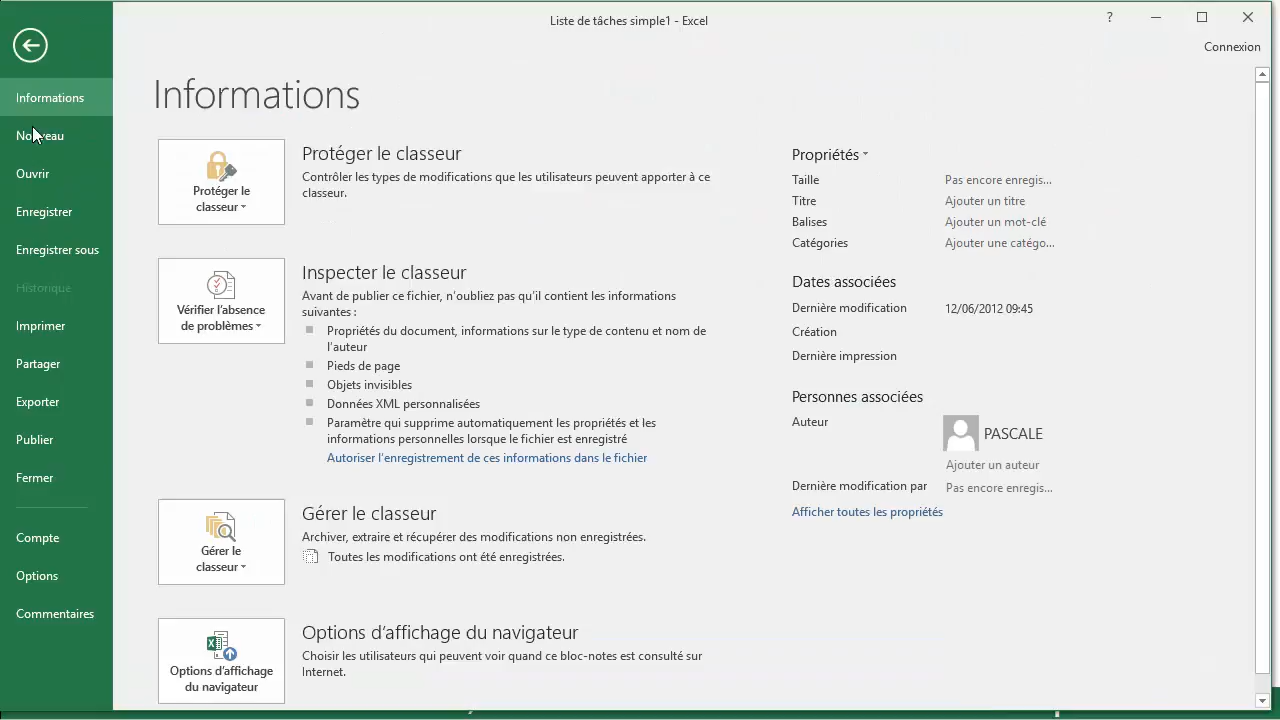 Liste de tâches simple1 - Excel
?
Connexion
Informations
Nouveau
Ouvrir
Enregistrer
Enregistrer sous
Historique
Imprimer
Partager
Exporter
Publier
Fermer
Compte
Options
Commentaires
Informations
Protéger le
classeur
Protéger le classeur
Contrôler les types de modifications que les utilisateurs peuvent apporter à ce
classeur.
Vérifier l'absence
de problèmes
Inspecter le classeur
Avant de publier ce fichier, n'oubliez pas qu'il contient les informations
suivantes :
Propriétés du document, informations sur le type de contenu et nom de
l'auteur
Pieds de page
Objets invisibles
Données XML personnalisées
Paramètre qui supprime automatiquement les propriétés et les
informations personnelles lorsque le fichier est enregistré
Autoriser l'enregistrement de ces informations dans le fichier
Gérer le
classeur
Gérer le classeur
Archiver, extraire et récupérer des modifications non enregistrées.
Toutes les modifications ont été enregistrées.
Options d'affichage
du navigateur
Options d'affichage du navigateur
Choisir les utilisateurs qui peuvent voir quand ce bloc-notes est consulté sur
Internet.
Propriétés
Taille Pas encore enregis...
Titre Ajouter un titre
Balises Ajouter un mot-clé
Catégories Ajouter une catégo...
Dates associées
Dernière modification 12/06/2012 09:45
Création
Dernière impression
Personnes associées
Auteur PASCALE
Ajouter un auteur
Dernière modification par Pas encore enregis...
Afficher toutes les propriétés